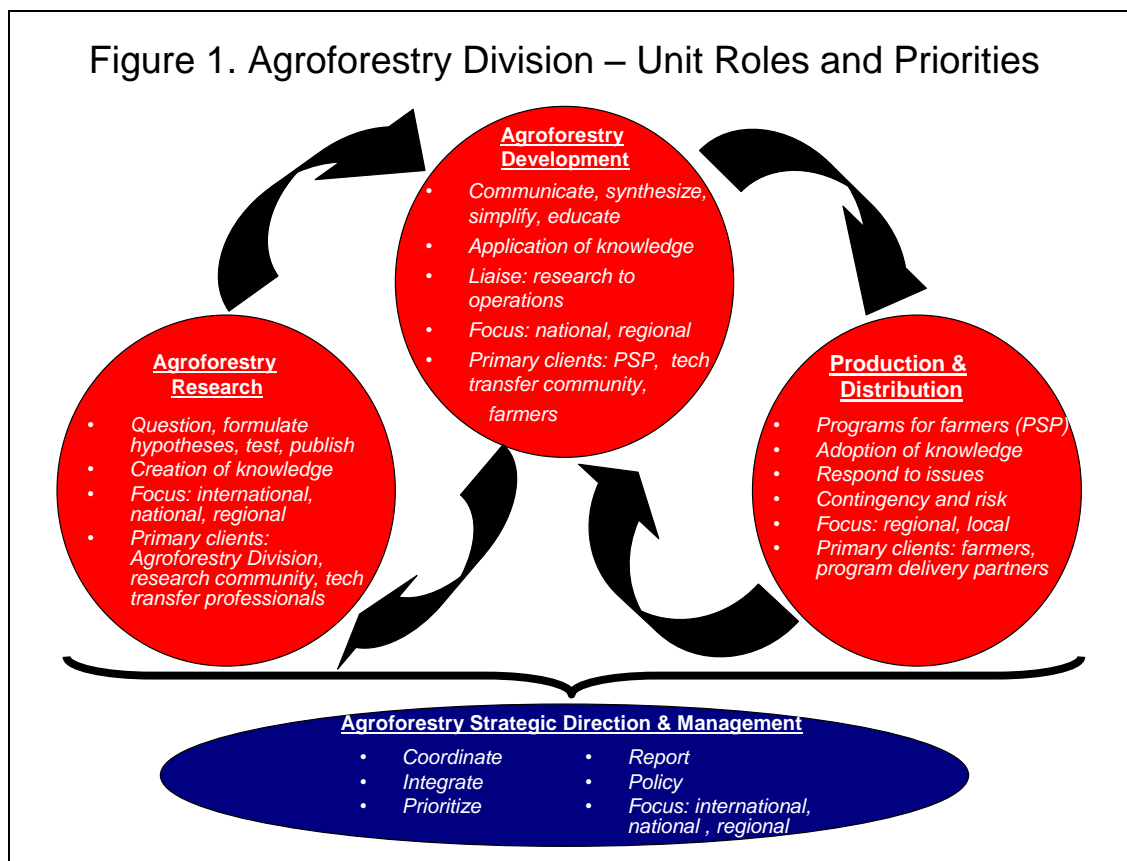 Figure 1. Agroforestry Division – Unit Roles and Priorities
Agroforestry
Development
• Communicate, synthesize,
simplify, educate
• Application of knowledge
• Liaise: research to
operations
• Focus: national, regional
• Primary clients: PSP, tech
transfer community,
farmers
Agroforestry
Research
• Question, formulate
hypotheses, test, publish
• Creation of knowledge
• Focus: international,
national, regional
• Primary clients:
Agroforestry Division,
research community, tech
transfer professionals
Production &
Distribution
• Programs for farmers (PSP)
• Adoption of knowledge
• Respond to issues
• Contingency and risk
• Focus: regional, local
• Primary clients: farmers,
program delivery partners
Agroforestry Strategic Direction & Management
• Coordinate
• Integrate
• Prioritize
• Report
• Policy
• Focus: international,
national , regional